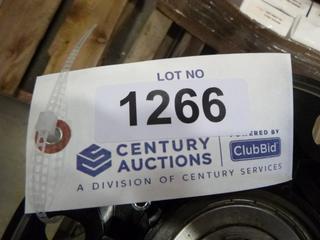 LOT NO
1266
CENTURY
AUCTIONS
POWERED BY
ClubBid
A DIVISION OF CENTURY SERVICES